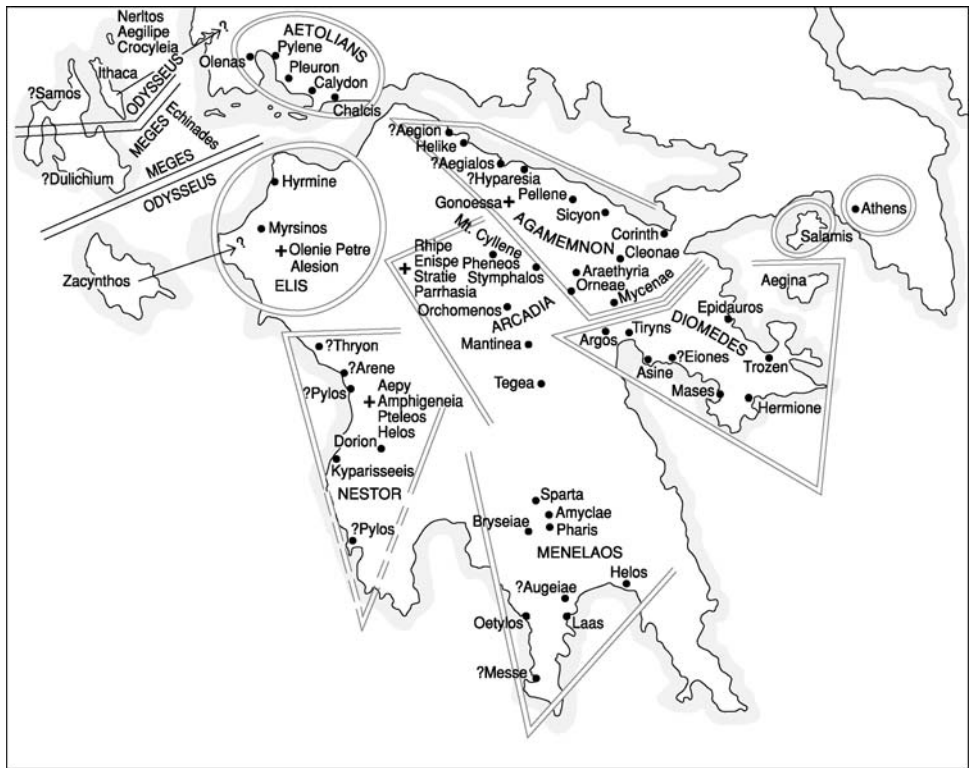 Neritos
Aegilipe
Crocyleia
?
Ithaca
?Samos
ODYSSEUS
MEGES
Echinades
?Dulichium
MEGES
ODYSSEUS
Zacynthos
AETOLIANS
Olenas
Pylene
Pleuron
Calydon
Chalcis
Hyrmine
Myrsinos
?
Olenie Petre
Alesion
ELIS
?Aegion
Helike
?Aegialos
?Hyparesia
Gonoessa
Pellene
Sicyon
AGAMEMNON
Corinth
Cleonae
Araethyria
Orneae
Mycenae
Mt. Cyllene
Rhipe
Enispe
Stratie
Parrhasia
Pheneos
Stymphalos
Orchomenos
ARCADIA
Mantinea
Tegea
Athens
Salamis
Aegina
Epidauros
DIOMEDES
Argos
Tiryns
?Eiones
Asine
Trozen
Mases
Hermione
?Thryon
?Arene
?Pylos
Aepy
Amphigeneia
Pteleos
Helos
Dorion
Kyparisseeis
NESTOR
?Pylos
Sparta
Amyclae
Bryseiae
Pharis
MENELAOS
Helos
?Augeiae
Oetylos
Laas
?Messe